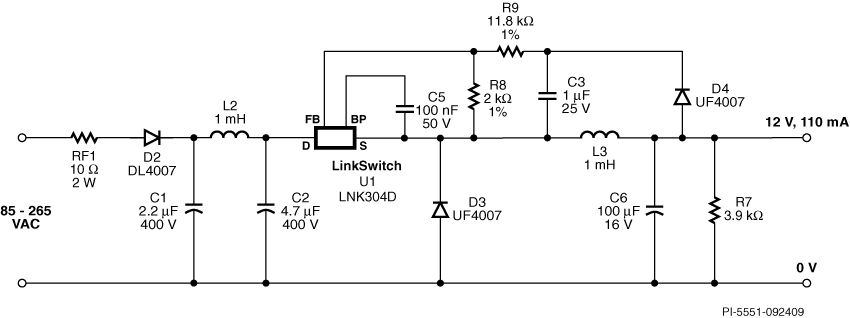 R9
11.8 kΩ
1%
L2
1 mH
FB
BP
D
S
C5
100 nF
50 V
R8
2 kΩ
1%
C3
1 µF
25 V
D4
UF4007
12 V, 110 mA
RF1
10 Ω
2 W
D2
DL4007
LinkSwitch
U1
LNK304D
L3
1 mH
85 - 265
VAC
C1
2.2 µF
400 V
C2
4.7 µF
400 V
D3
UF4007
C6
100 µF
16 V
R7
3.9 kΩ
0 V
PI-5551-092409